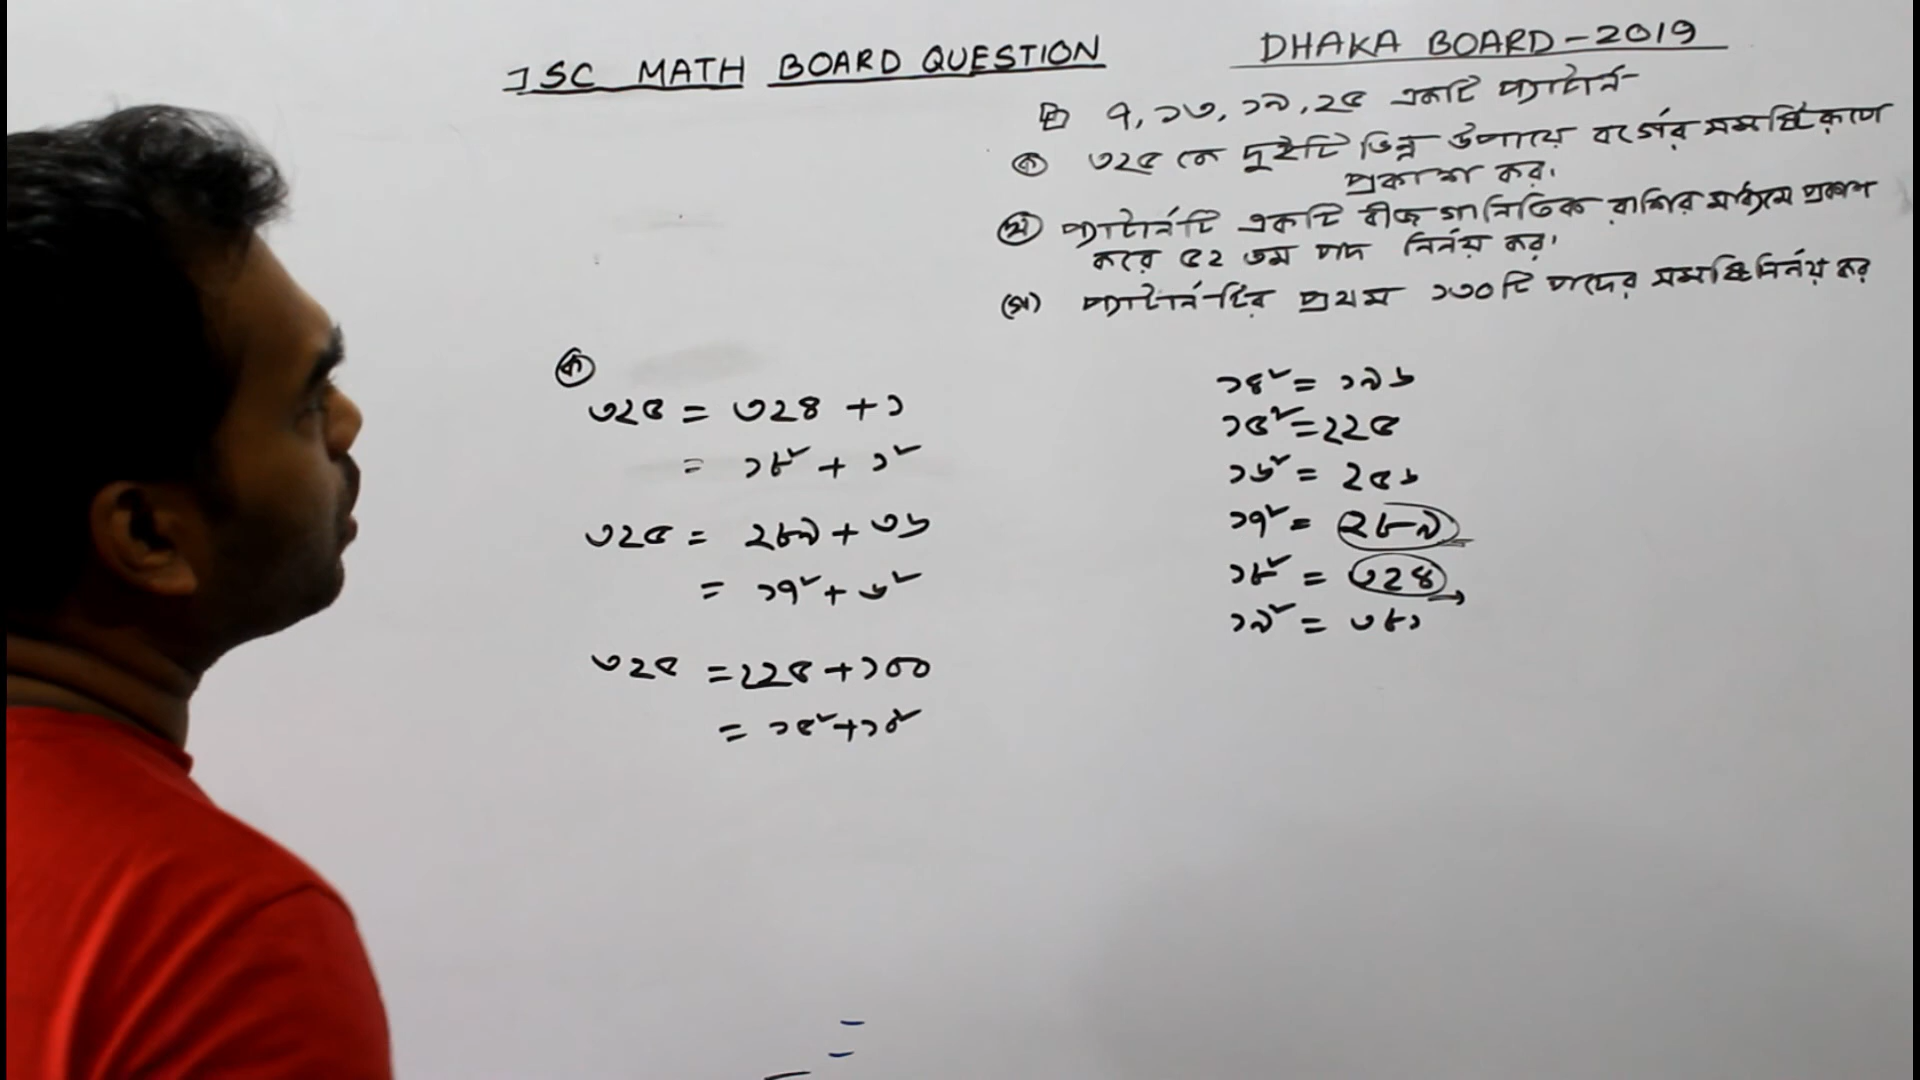 JSC MATH BOARD QUESTION
DHAKA BOARD-2019
৭, ১৩, ১৯, ২৫ একটি প্যাটার্ন
(ক) ৩২৫ কে দুইটি ভিন্ন উপায়ে বর্গের সমষ্টিরূপে
প্রকাশ কর।
(খ) প্যাটার্নটি একটি বীজগানিতিক রাশির মাধ্যমে প্রকাশ
করে ৫২ তম পদ নির্নয় কর।
(গ) প্যাটার্নটির প্রথম ১৩০টি পদের সমষ্টি নির্নয় কর
(ক)
৩২৫ = ৩২৪ + ১
= ১৮² + ১²
৩২৫ = ২৮৯ + ৩৬
= ১৭² + ৬²
৩২৫ = ২২৫ + ১০০
= ১৫² + ১০²
১৪² = ১৯৬
১৫² = ২২৫
১৬² = ২৫৬
১৭² = ২৮৯
১৮² = ৩২৪
১৯² = ৩৬১